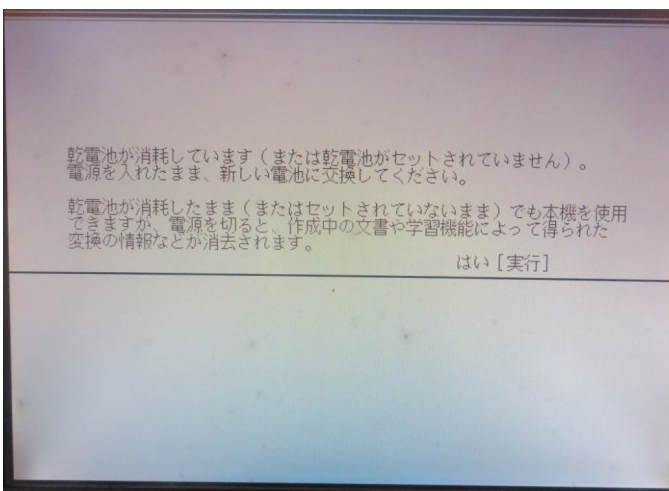 乾電池が消耗しています（または乾電池がセットされていません）。
電源を入れたまま、新しい電池に交換してください。
乾電池が消耗したまま（またはセットされていないまま）でも本機を使用
できますが、電源を切ると、作成中の文書や学習機能によって得られた
変換の情報などが消去されます。
はい［実行］